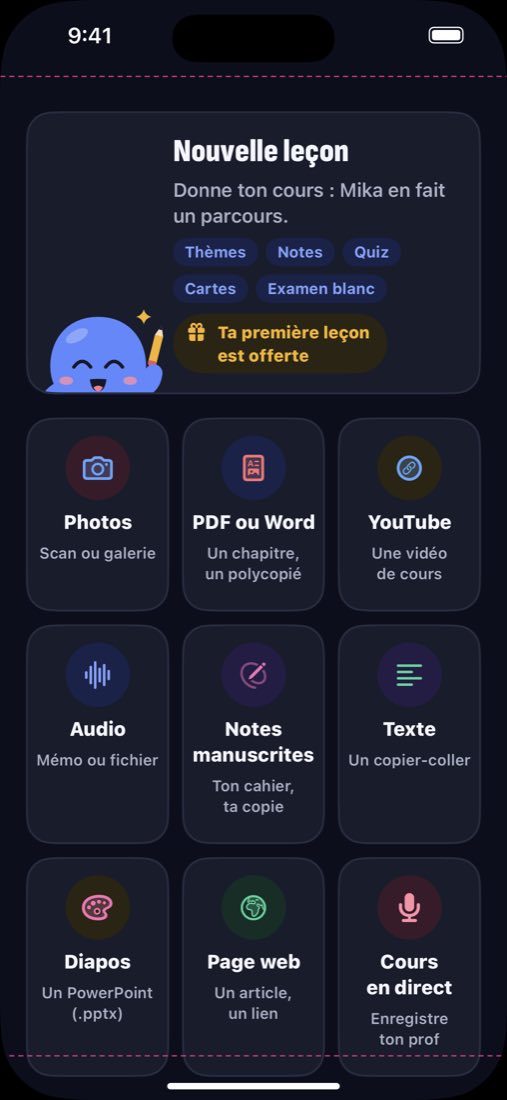 9:41
Nouvelle leçon
Donne ton cours : Mika en fait
un parcours.
Thèmes
Notes
Quiz
Cartes
Examen blanc
Ta première leçon
est offerte
Photos
Scan ou galerie
PDF ou Word
Un chapitre,
un polycopié
YouTube
Une vidéo
de cours
Audio
Mémo ou fichier
Notes
manuscrites
Ton cahier,
ta copie
Texte
Un copier-coller
Diapos
Un PowerPoint
(.pptx)
Page web
Un article,
un lien
Cours
en direct
Enregistre
ton prof